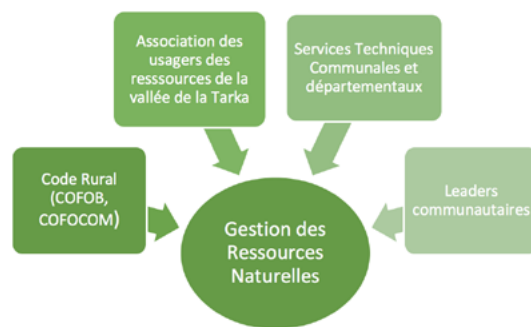 Association des
usagers des
resssources de la
vallée de la Tarka
Services Techniques
Communales et
départementaux
Code Rural
(COFOB,
COFOCOM)
Leaders
communautaires
Gestion des
Ressources
Naturelles